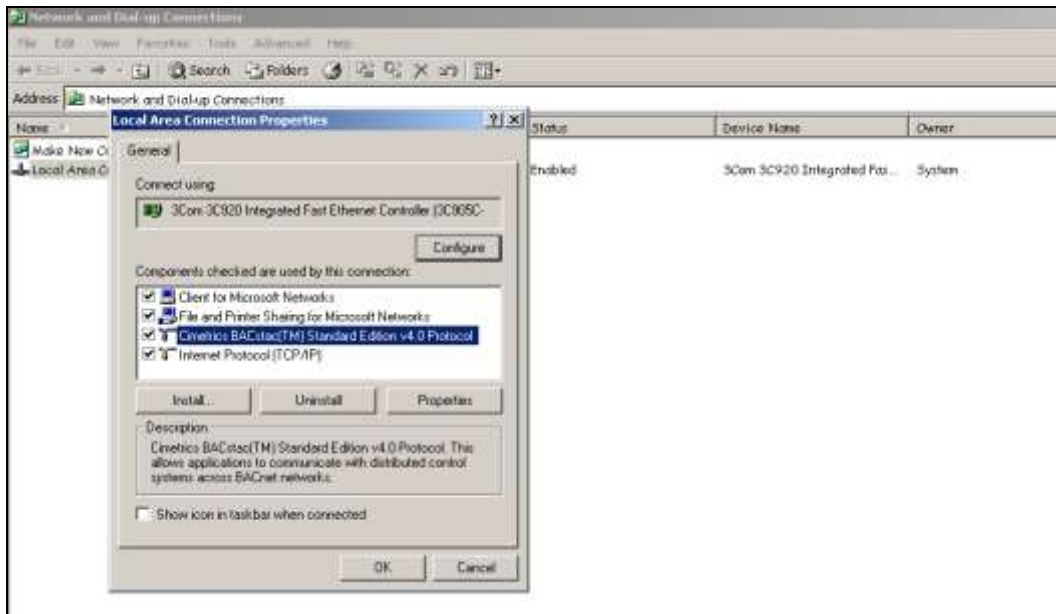 Network and Dial-up Connections
File Edit View Favorites Tools Advanced Help
Back Search Folders
Address Network and Dial-up Connections
Name Status Device Name Owner
Make New C
Local Area C Enabled 3Com 3C920 Integrated Fas... System
Local Area Connection Properties
General
Connect using:
3Com 3C920 Integrated Fast Ethernet Controller (3C905C-
Configure
Components checked are used by this connection:
Client for Microsoft Networks
File and Printer Sharing for Microsoft Networks
Cimetrics BACstac(TM) Standard Edition v4.0 Protocol
Internet Protocol (TCP/IP)
Install... Uninstall Properties
Description
Cimetrics BACstac(TM) Standard Edition v4.0 Protocol. This
allows applications to communicate with distributed control
systems across BACnet networks.
Show icon in taskbar when connected
OK Cancel